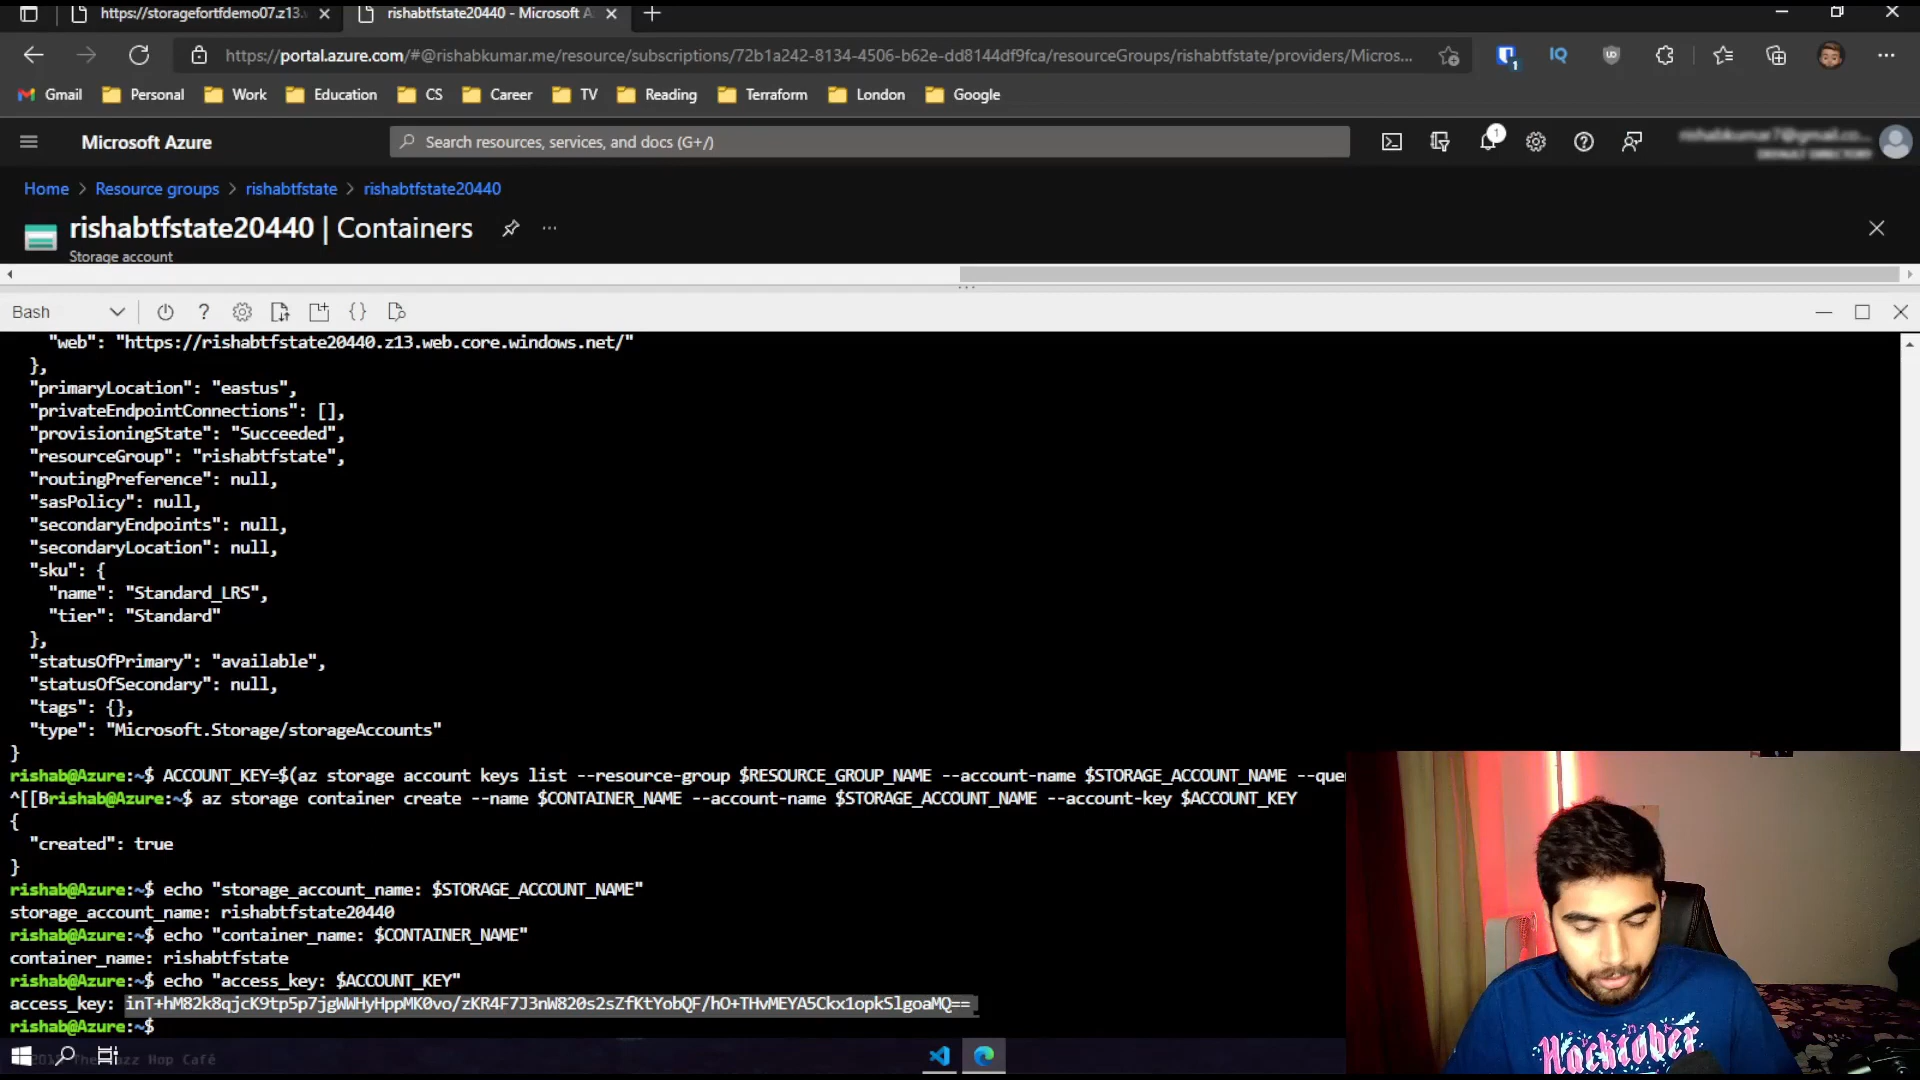 https://storagefortfdemo07.z13.
rishabtfstate20440 - Microsoft A
https://portal.azure.com/#@rishabkumar.me/resource/subscriptions/72b1a242-8134-4506-b62e-dd8144df9fca/resourceGroups/rishabtfstate/providers/Micros...
1
IQ
Gmail Personal Work Education CS Career TV Reading Terraform London Google
Microsoft Azure
Search resources, services, and docs (G+/)
1
Home > Resource groups > rishabtfstate > rishabtfstate20440
rishabtfstate20440 | Containers
Storage account
Bash
"web": "https://rishabtfstate20440.z13.web.core.windows.net/"
},
"primaryLocation": "eastus",
"privateEndpointConnections": [],
"provisioningState": "Succeeded",
"resourceGroup": "rishabtfstate",
"routingPreference": null,
"sasPolicy": null,
"secondaryEndpoints": null,
"secondaryLocation": null,
"sku": {
"name": "Standard_LRS",
"tier": "Standard"
},
"statusOfPrimary": "available",
"statusOfSecondary": null,
"tags": {},
"type": "Microsoft.Storage/storageAccounts"
}
rishab@Azure:~$ ACCOUNT_KEY=$(az storage account keys list --resource-group $RESOURCE_GROUP_NAME --account-name $STORAGE_ACCOUNT_NAME --que
^[[Brishab@Azure:~$ az storage container create --name $CONTAINER_NAME --account-name $STORAGE_ACCOUNT_NAME --account-key $ACCOUNT_KEY
{
"created": true
}
rishab@Azure:~$ echo "storage_account_name: $STORAGE_ACCOUNT_NAME"
storage_account_name: rishabtfstate20440
rishab@Azure:~$ echo "container_name: $CONTAINER_NAME"
container_name: rishabtfstate
rishab@Azure:~$ echo "access_key: $ACCOUNT_KEY"
access_key: inT+hM82k8qjcK9tp5p7jgWWHyHppMK0vo/zKR4F7J3nW820s2sZfKtYobQF/hO+THvMEYA5Ckx1opkSlgoaMQ==
rishab@Azure:~$
Hacktober